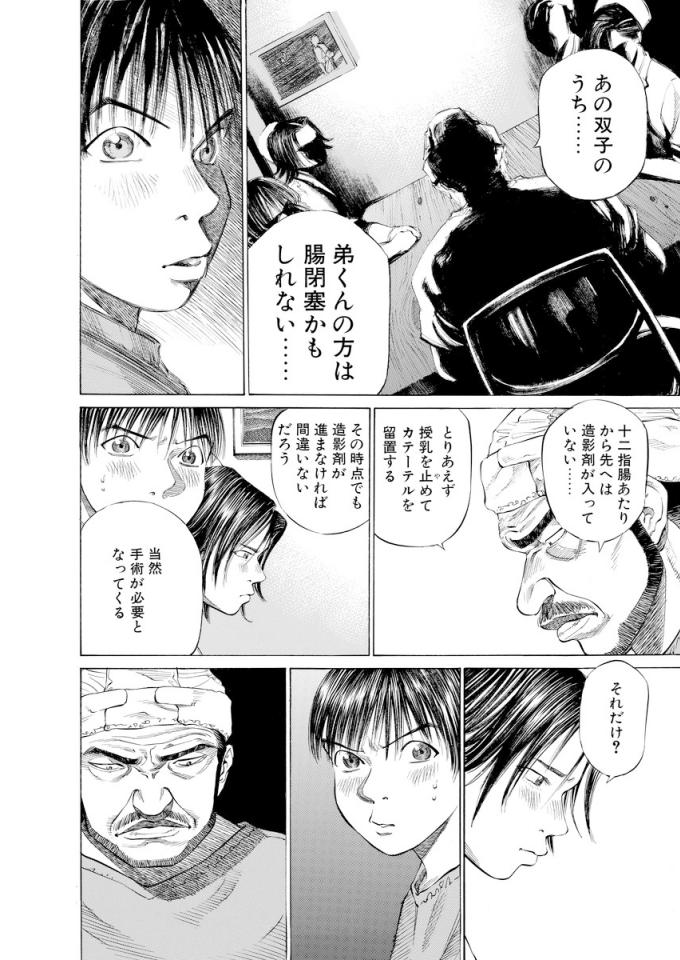 あの双子の
うち……
弟くんの方は
腸閉塞かも
しれない……
十二指腸あたり
から先へは
造影剤が入って
いない……
とりあえず
授乳を止めて
カテーテルを
留置する
その時点でも
造影剤が
進まなければ
間違いない
だろう
当然
手術が必要と
なってくる
それだけ?